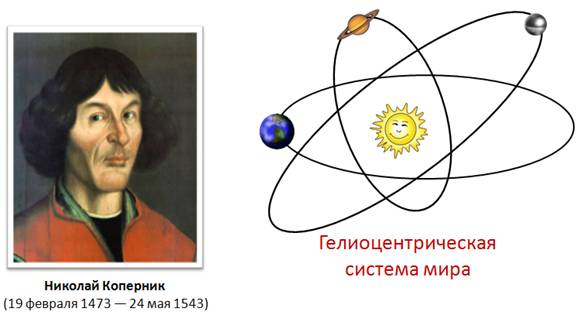 Николай Коперник
(19 февраля 1473 — 24 мая 1543)
Гелиоцентрическая
система мира